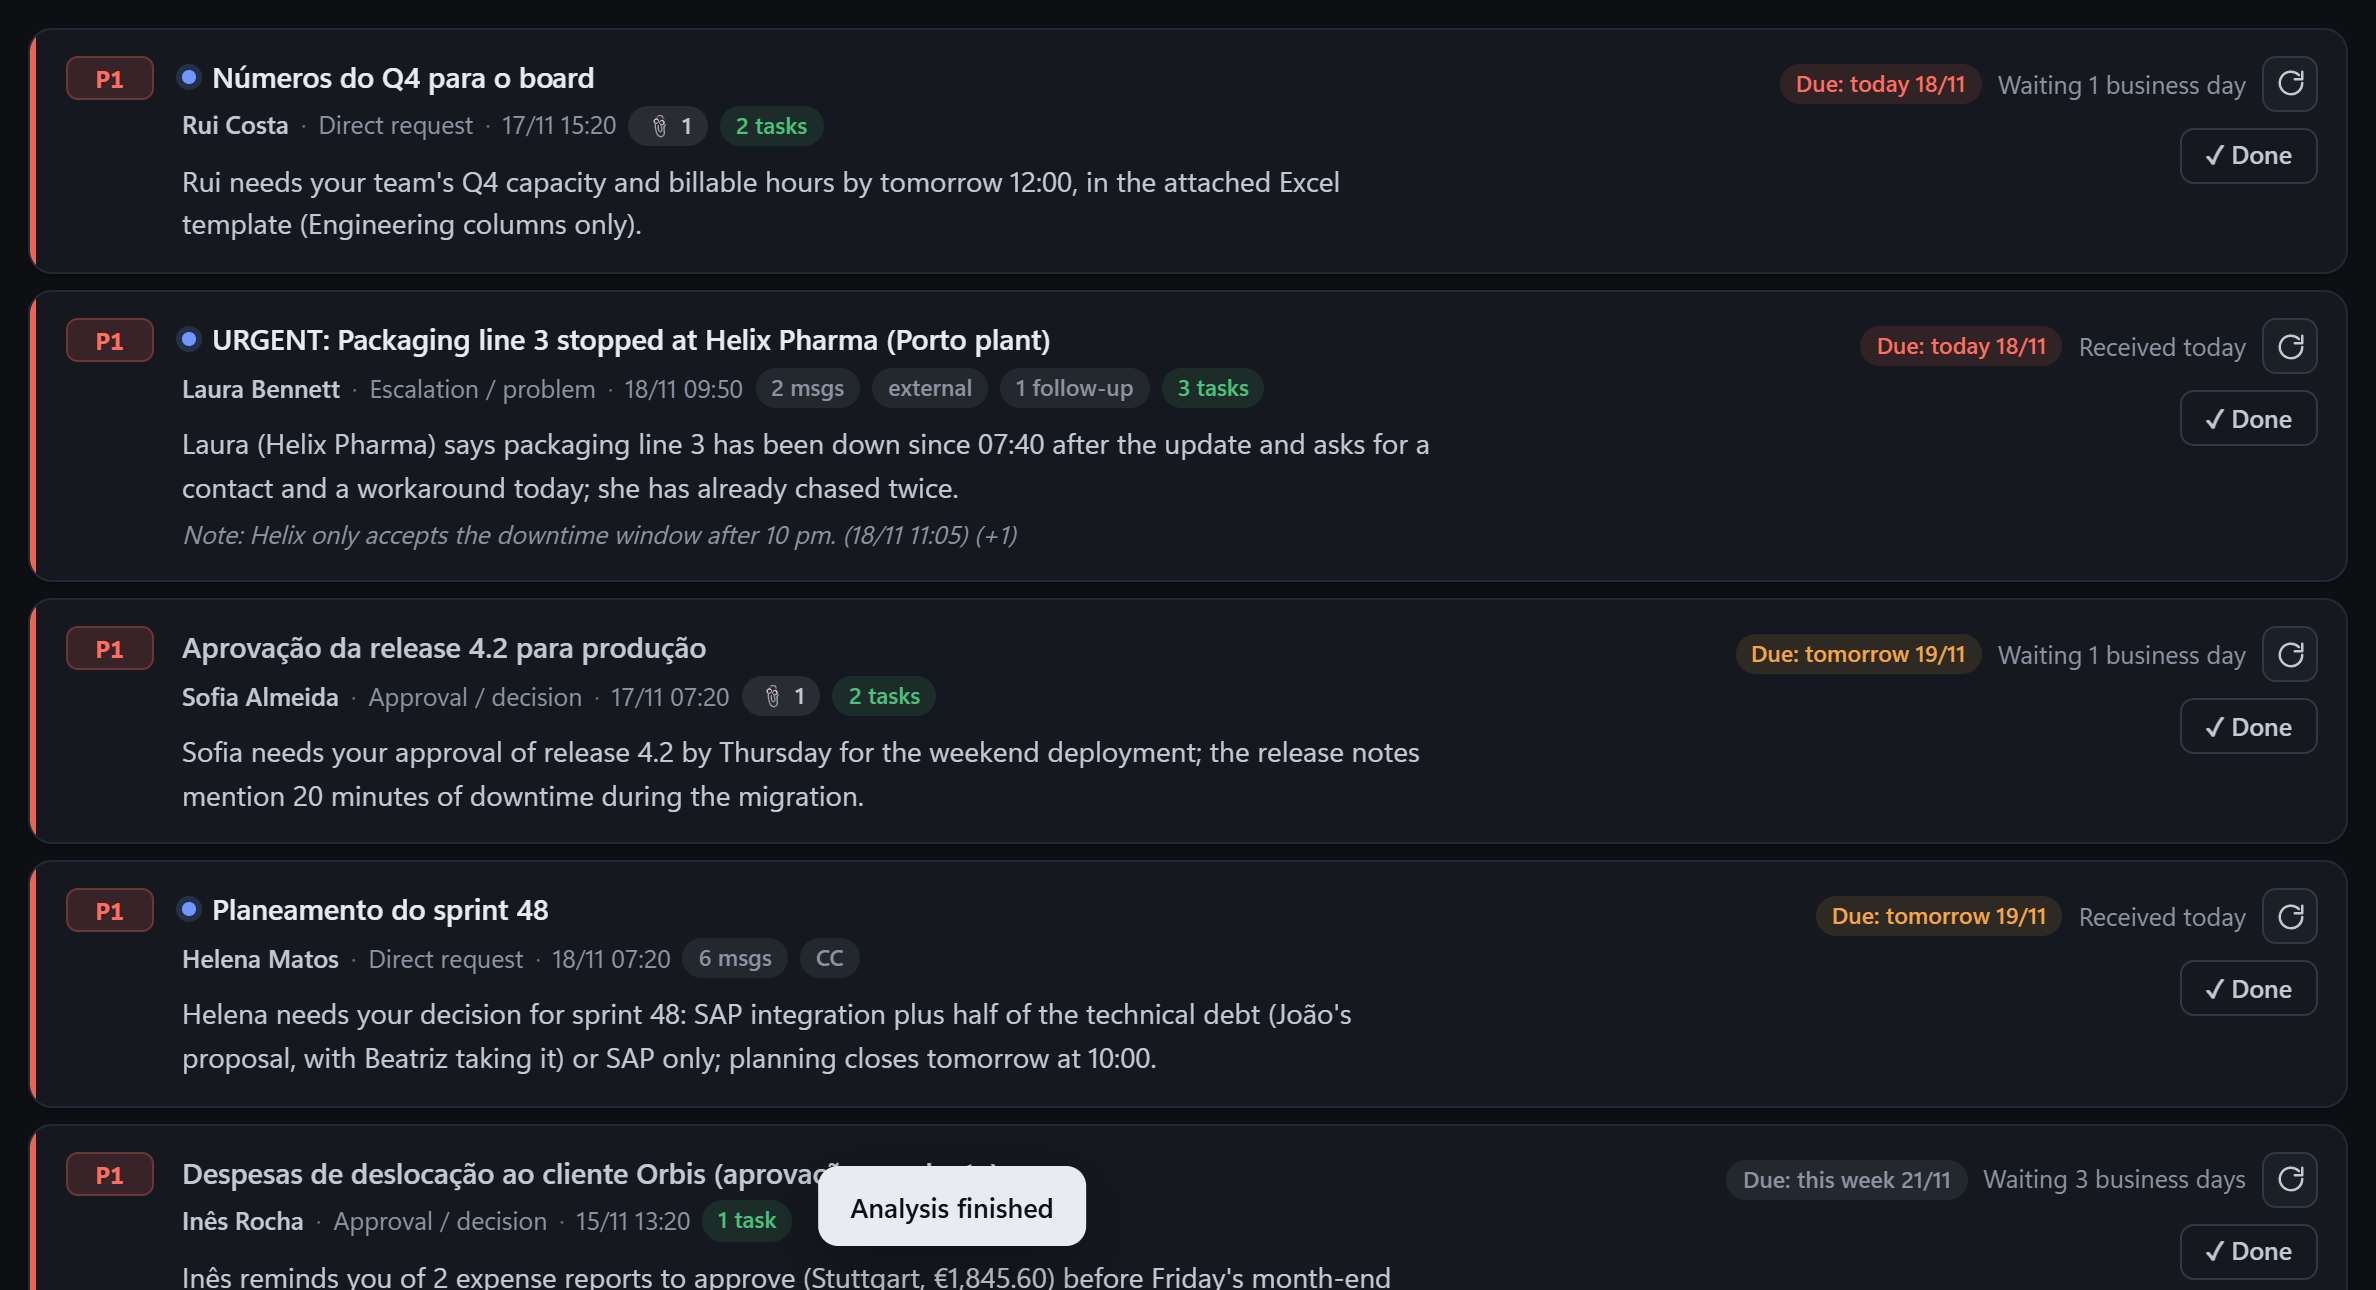 P1 Números do Q4 para o board Due: today 18/11 Waiting 1 business day
Rui Costa · Direct request · 17/11 15:20 1 2 tasks
✓ Done
Rui needs your team's Q4 capacity and billable hours by tomorrow 12:00, in the attached Excel
template (Engineering columns only).
P1 URGENT: Packaging line 3 stopped at Helix Pharma (Porto plant) Due: today 18/11 Received today
Laura Bennett · Escalation / problem · 18/11 09:50 2 msgs external 1 follow-up 3 tasks
✓ Done
Laura (Helix Pharma) says packaging line 3 has been down since 07:40 after the update and asks for a
contact and a workaround today; she has already chased twice.
Note: Helix only accepts the downtime window after 10 pm. (18/11 11:05) (+1)
P1 Aprovação da release 4.2 para produção Due: tomorrow 19/11 Waiting 1 business day
Sofia Almeida · Approval / decision · 17/11 07:20 1 2 tasks
✓ Done
Sofia needs your approval of release 4.2 by Thursday for the weekend deployment; the release notes
mention 20 minutes of downtime during the migration.
P1 Planeamento do sprint 48 Due: tomorrow 19/11 Received today
Helena Matos · Direct request · 18/11 07:20 6 msgs CC
✓ Done
Helena needs your decision for sprint 48: SAP integration plus half of the technical debt (João's
proposal, with Beatriz taking it) or SAP only; planning closes tomorrow at 10:00.
P1 Despesas de deslocação ao cliente Orbis Due: this week 21/11 Waiting 3 business days
Inês Rocha · Approval / decision · 15/11 13:20 1 task
Analysis finished
✓ Done
Inês reminds you of 2 expense reports to approve (Stuttgart, €1,845.60) before Friday's month-end